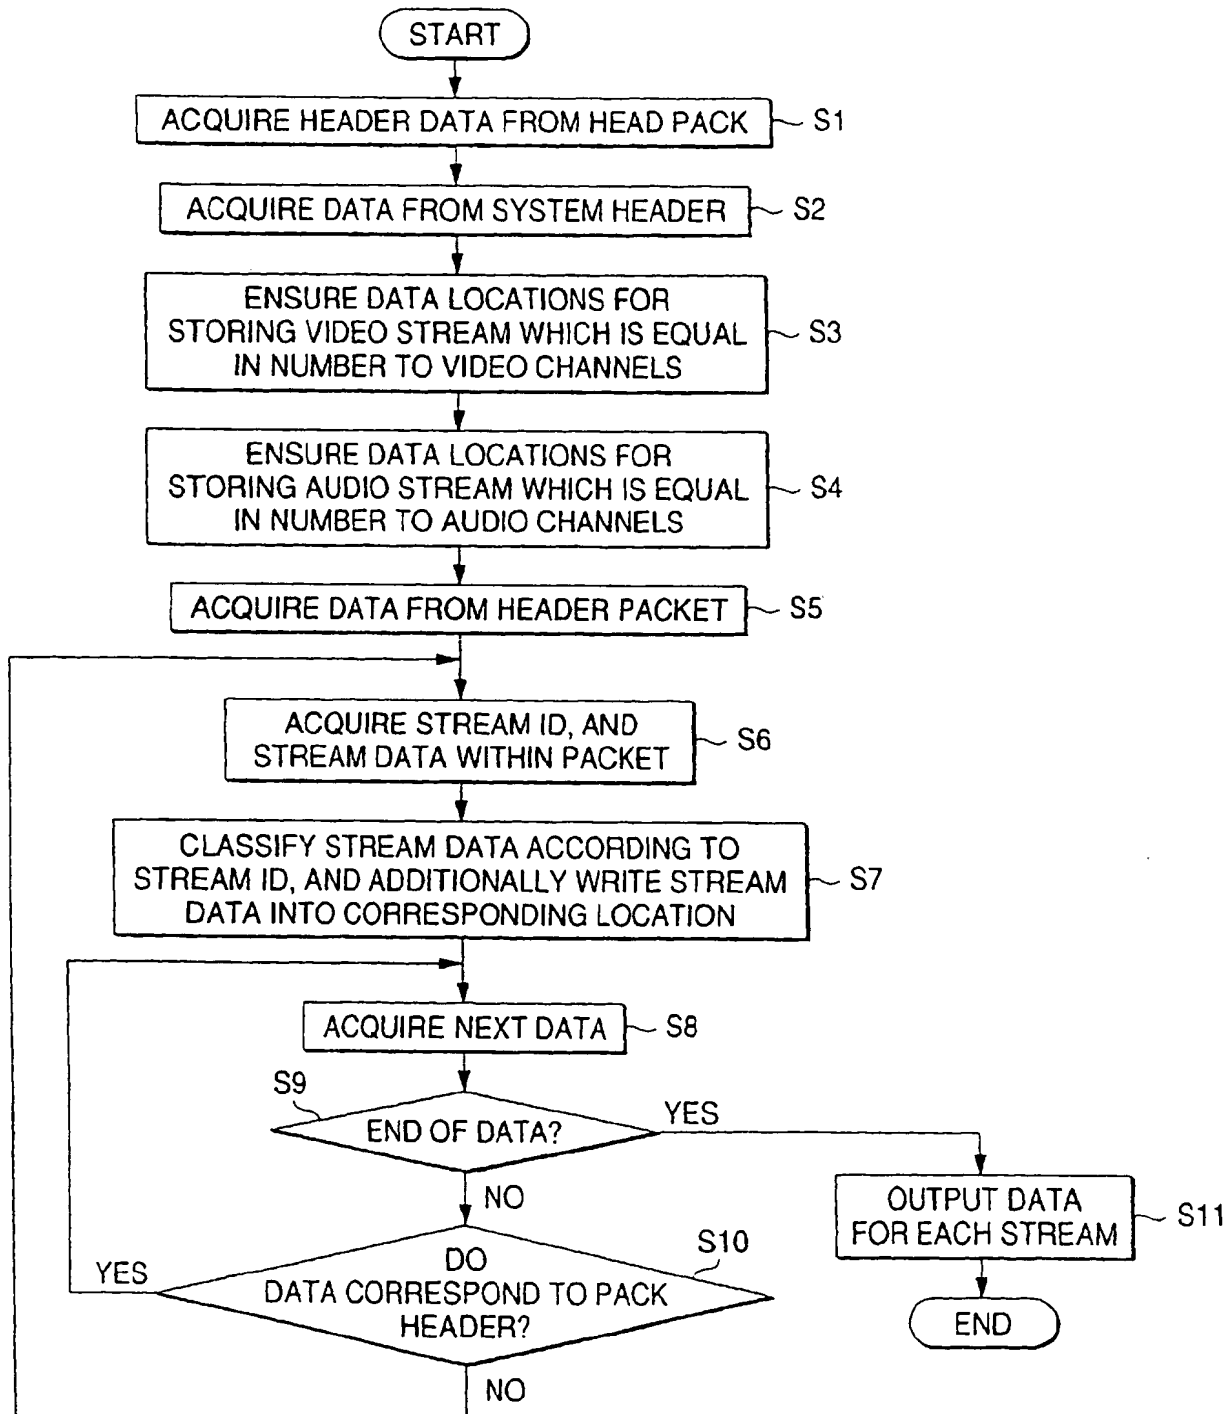 START
ACQUIRE HEADER DATA FROM HEAD PACK
S1
ACQUIRE DATA FROM SYSTEM HEADER
S2
ENSURE DATA LOCATIONS FOR
STORING VIDEO STREAM WHICH IS EQUAL
IN NUMBER TO VIDEO CHANNELS
S3
ENSURE DATA LOCATIONS FOR
STORING AUDIO STREAM WHICH IS EQUAL
IN NUMBER TO AUDIO CHANNELS
S4
ACQUIRE DATA FROM HEADER PACKET
S5
ACQUIRE STREAM ID, AND
STREAM DATA WITHIN PACKET
S6
CLASSIFY STREAM DATA ACCORDING TO
STREAM ID, AND ADDITIONALLY WRITE STREAM
DATA INTO CORRESPONDING LOCATION
S7
ACQUIRE NEXT DATA
S8
S9
END OF DATA?
YES
NO
OUTPUT DATA
FOR EACH STREAM
S11
S10
YES
DO
DATA CORRESPOND TO PACK
HEADER?
END
NO